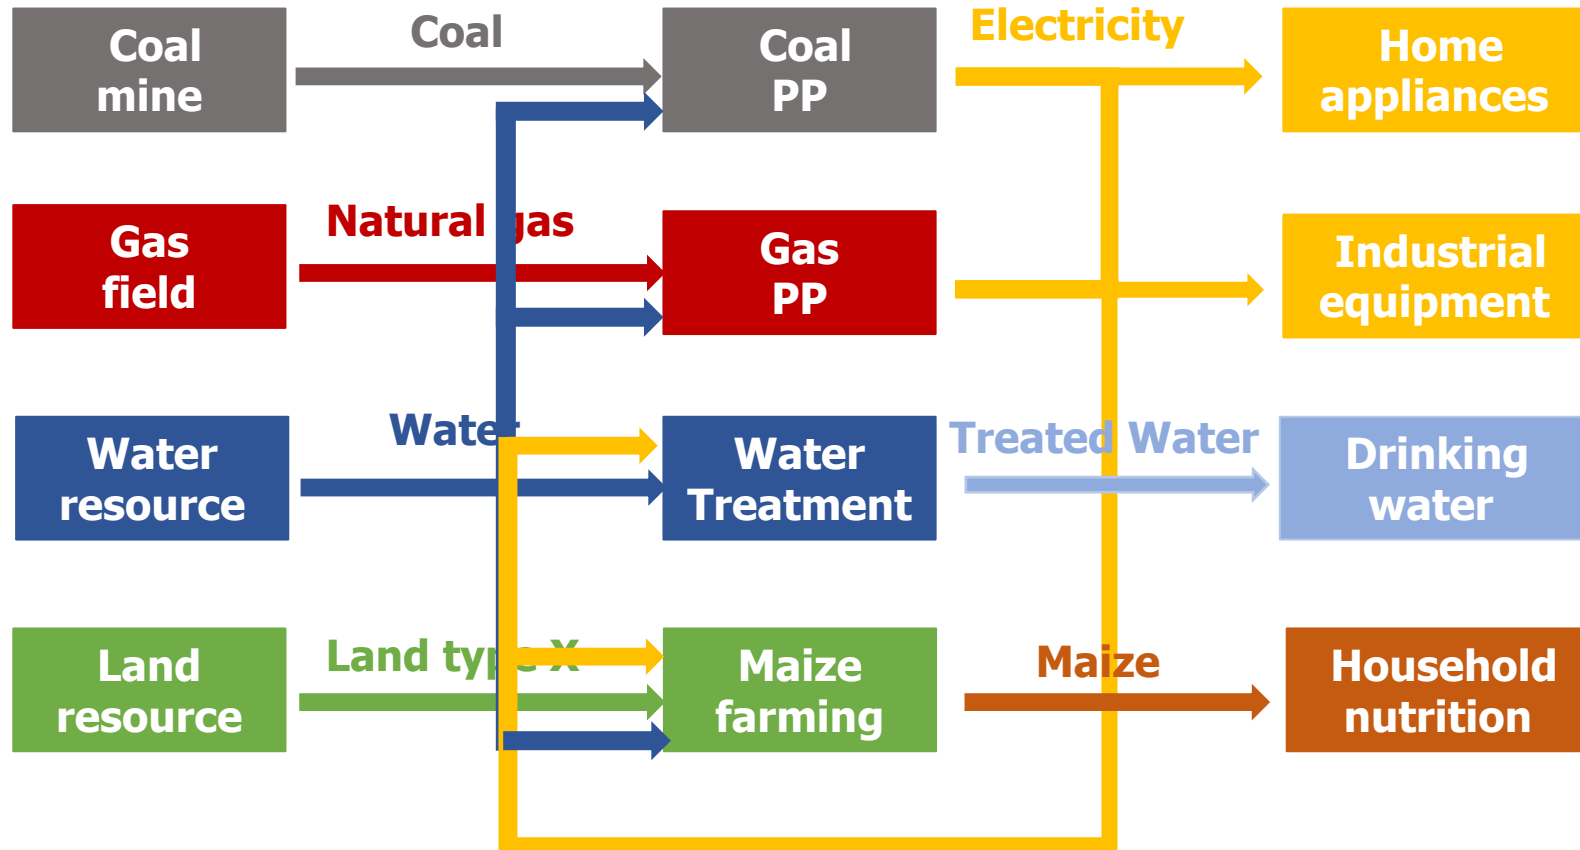 Coal
mine
Coal
Coal
PP
Electricity
Home
appliances
Gas
field
Natural gas
Gas
PP
Industrial
equipment
Water
resource
Water
Water
Treatment
Treated Water
Drinking
water
Land
resource
Land type X
Maize
farming
Maize
Household
nutrition